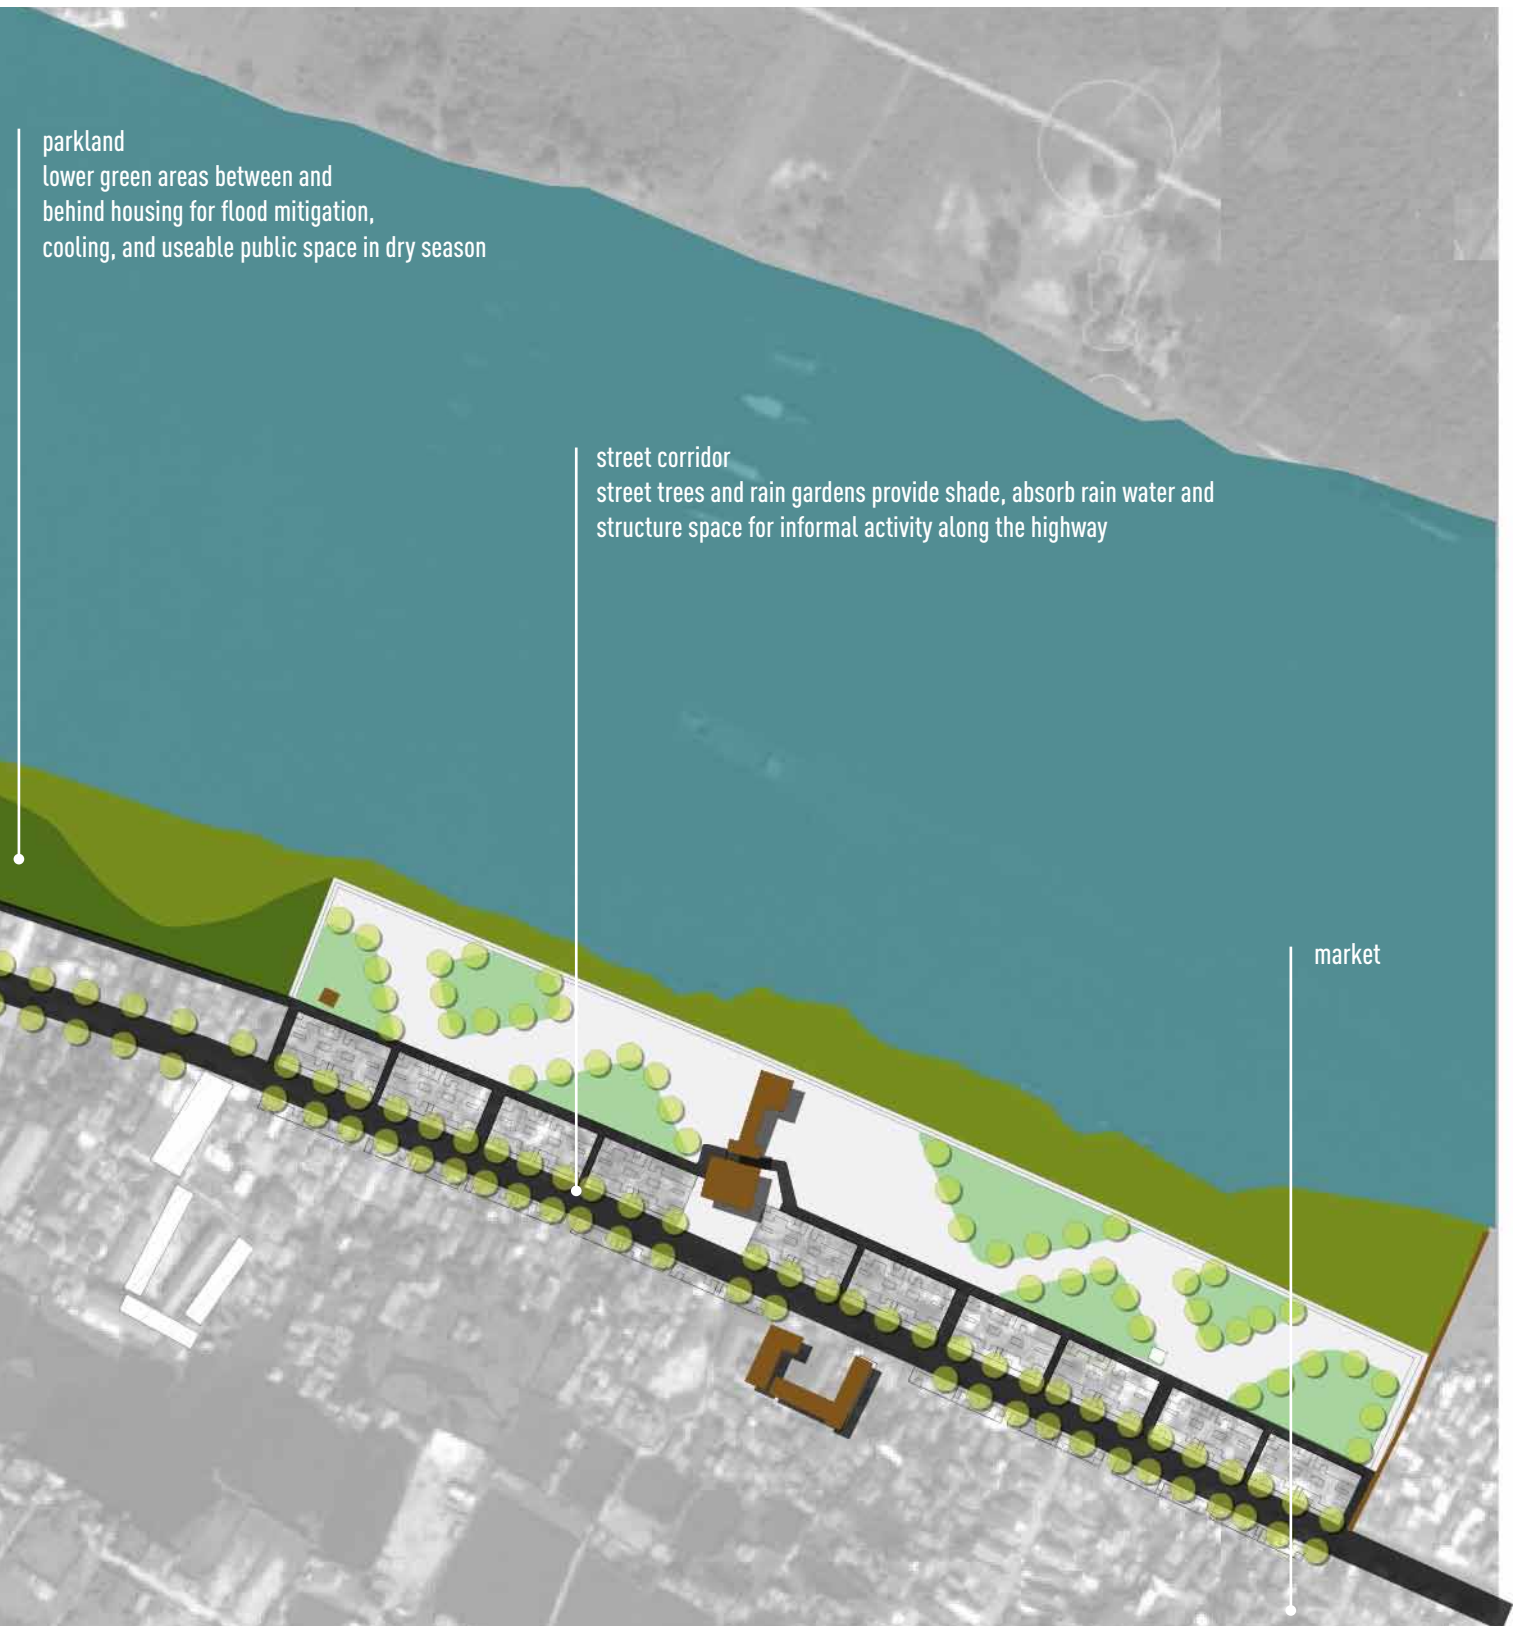 parkland
lower green areas between and
behind housing for flood mitigation,
cooling, and useable public space in dry season
street corridor
street trees and rain gardens provide shade, absorb rain water and
structure space for informal activity along the highway
market